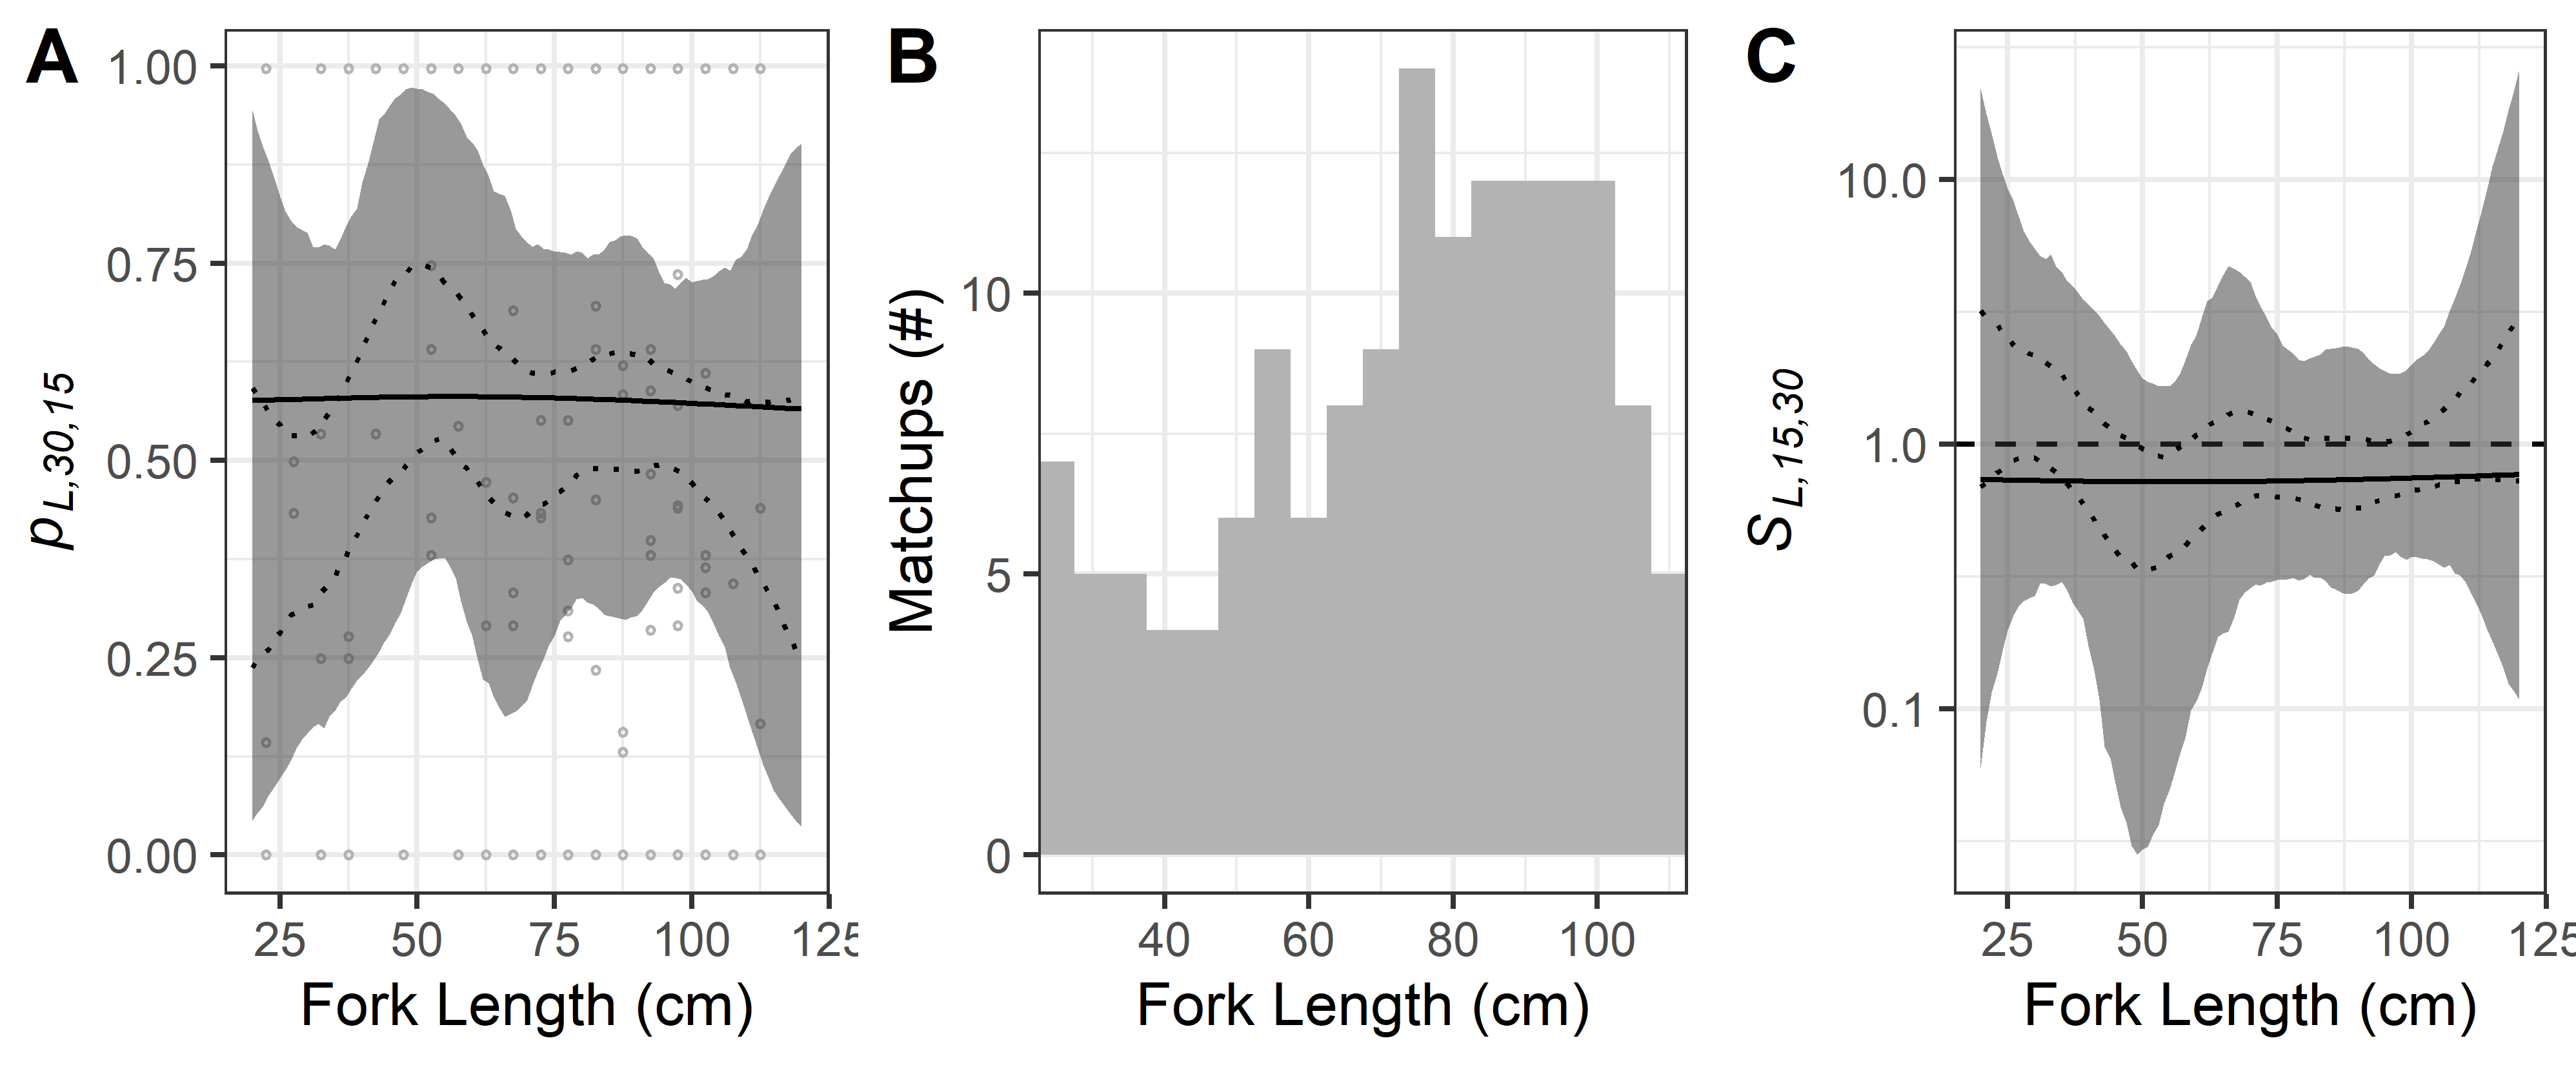 A
1.00
0.75
0.50
0.25
0.00
p L,30,15
25 50 75 100 125
Fork Length (cm)
B
10
5
0
Matchups (#)
40 60 80 100
Fork Length (cm)
C
10.0
1.0
0.1
S L,15,30
25 50 75 100 125
Fork Length (cm)